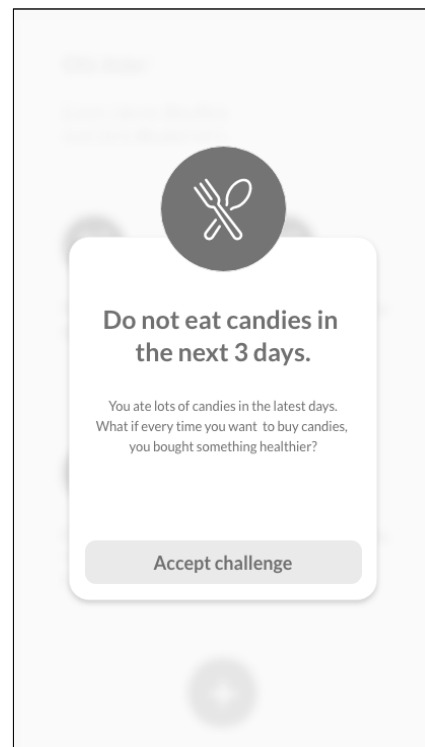 Do not eat candies in
the next 3 days.
You ate lots of candies in the latest days.
What if every time you want to buy candies,
you bought something healthier?
Accept challenge